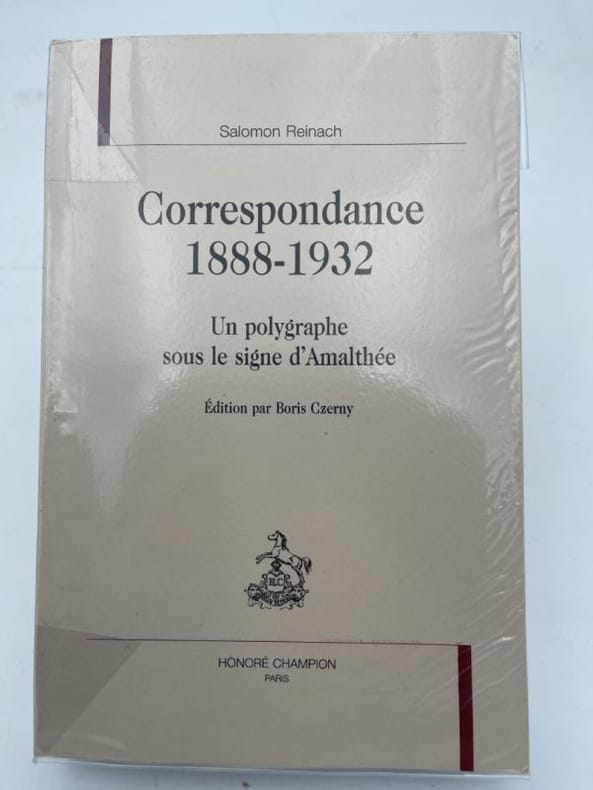 Salomon Reinach
Correspondance
1888-1932
Un polygraphe
sous le signe d'Amalthée
Édition par Boris Czerny
H.C
HONORÉ CHAMPION
PARIS